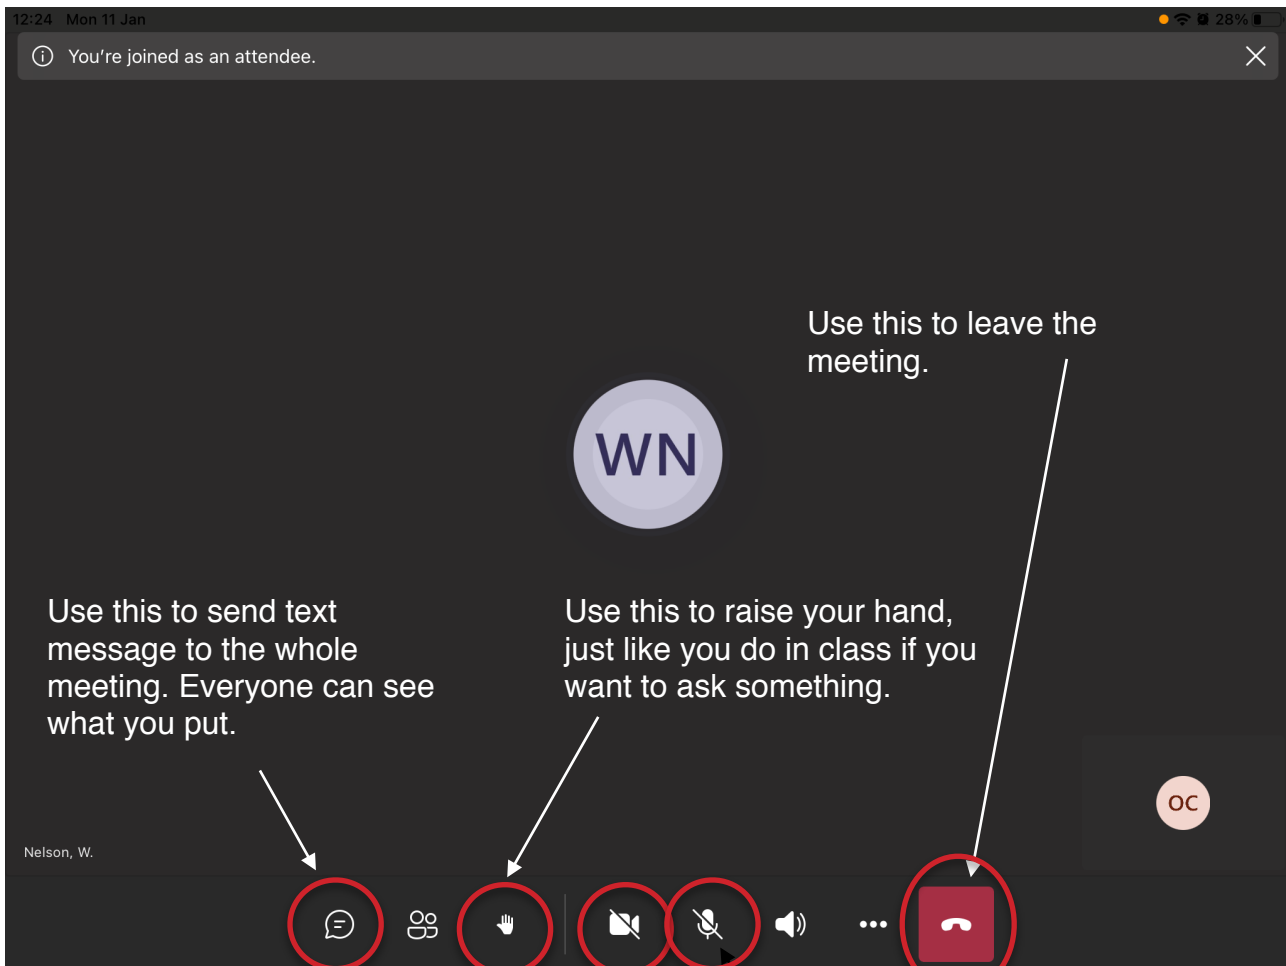 12:24 Mon 11 Jan
28%
You're joined as an attendee.
Use this to leave the
meeting.
WN
Use this to send text
message to the whole
meeting. Everyone can see
what you put.
Use this to raise your hand,
just like you do in class if you
want to ask something.
OC
Nelson, W.